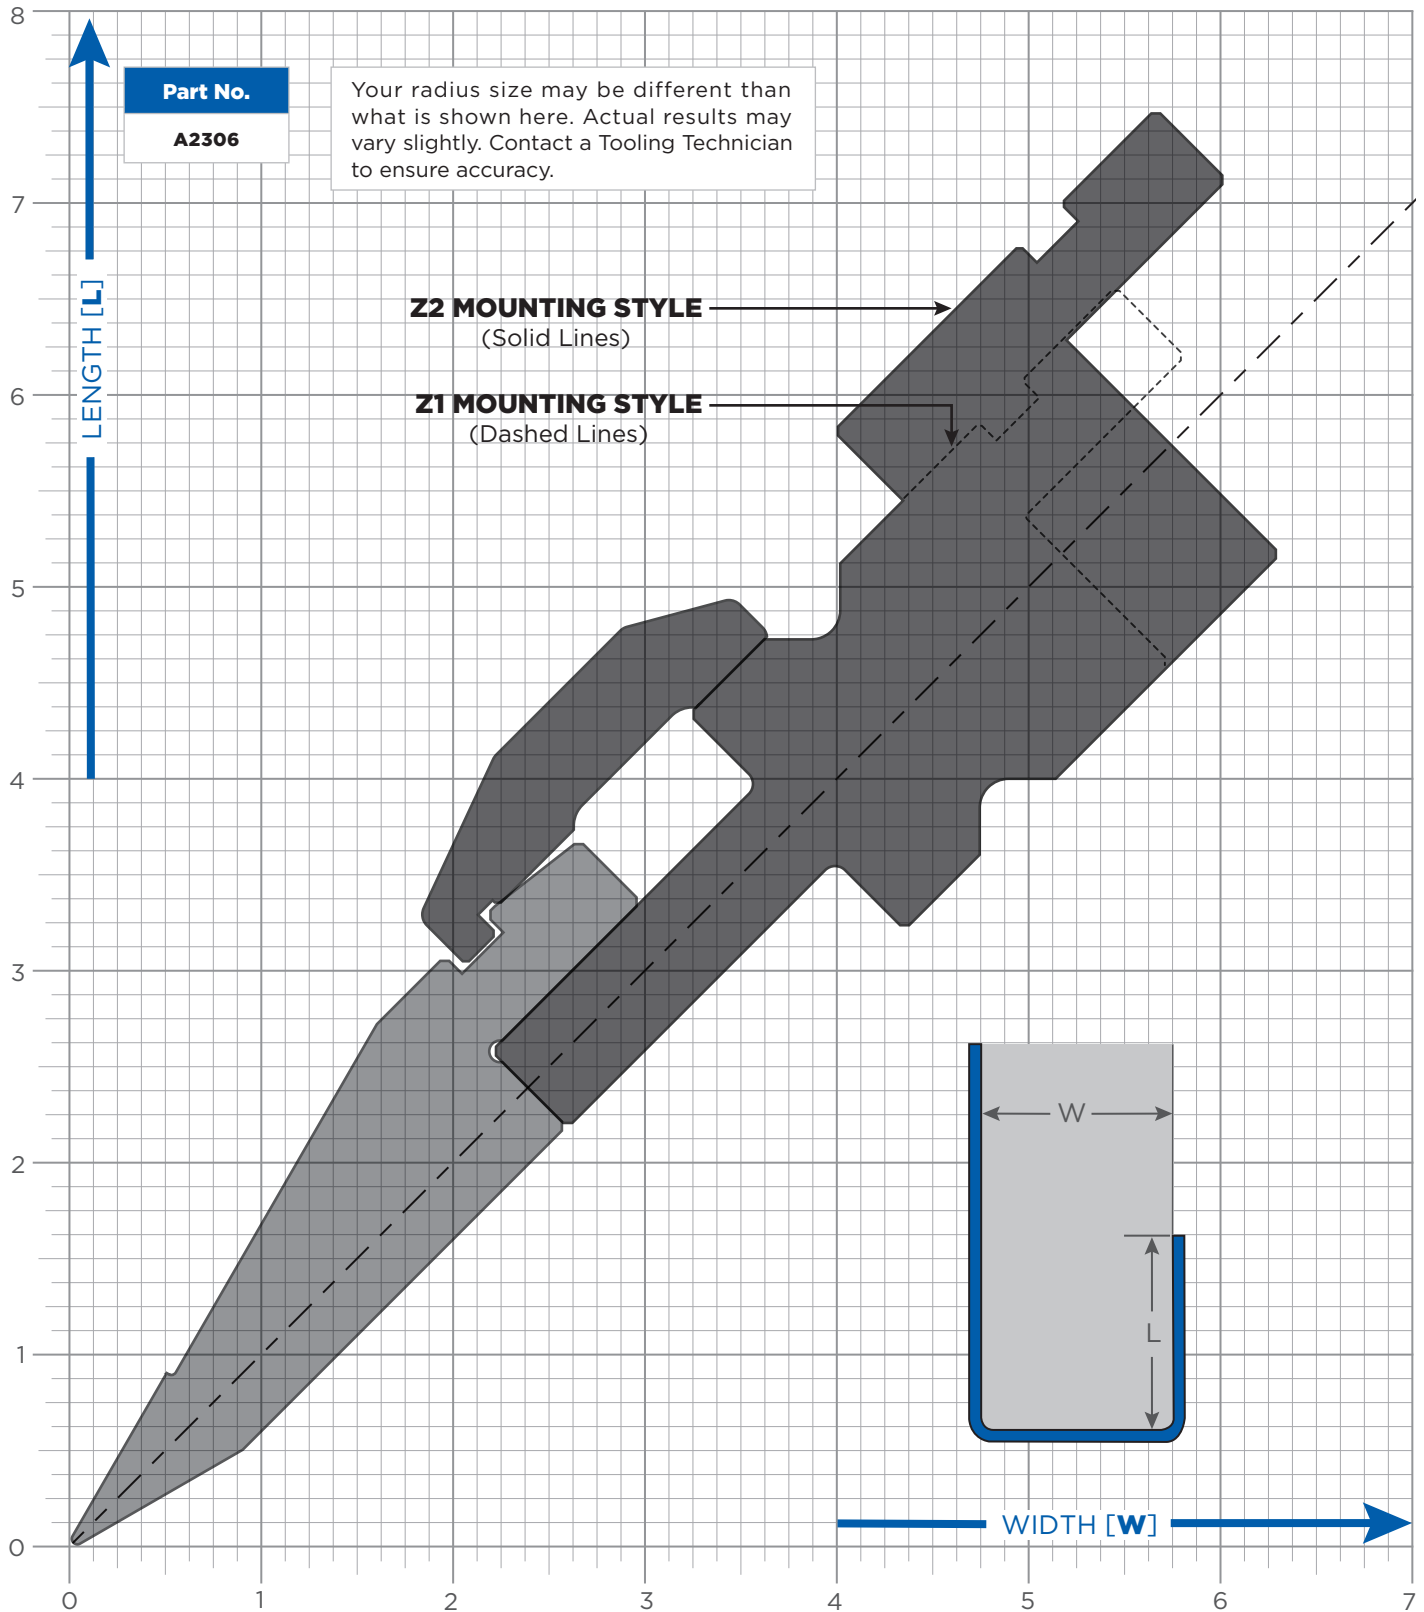 8
Part No.
A2306
Your radius size may be different than
what is shown here. Actual results may
vary slightly. Contact a Tooling Technician
to ensure accuracy.
7
LENGTH [L]
Z2 MOUNTING STYLE
(Solid Lines)
6
Z1 MOUNTING STYLE
(Dashed Lines)
5
4
3
W
2
L
1
WIDTH [W]
0
0 1 2 3 4 5 6 7